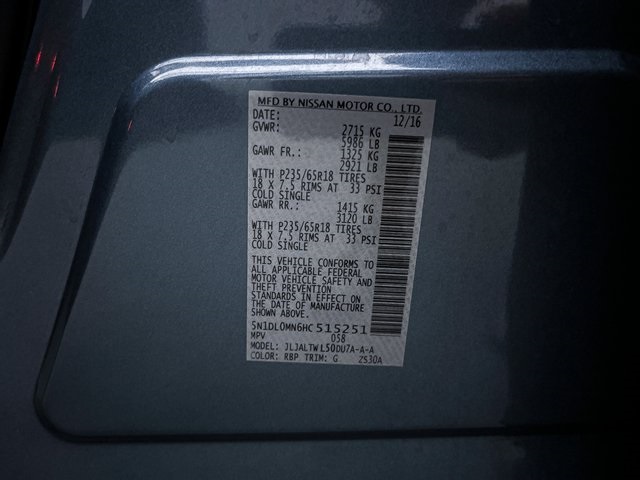 MFD BY NISSAN MOTOR CO., LTD.
DATE: 12/16
GVWR: 2715 KG
5986 LB
GAWR FR.: 1325 KG
2921 LB
WITH P235/65R18 TIRES
18 X 7.5 RIMS AT 33 PSI
COLD SINGLE
GAWR RR.: 1415 KG
3120 LB
WITH P235/65R18 TIRES
18 X 7.5 RIMS AT 33 PSI
COLD SINGLE
THIS VEHICLE CONFORMS TO
ALL APPLICABLE FEDERAL
MOTOR VEHICLE SAFETY AND
THEFT PREVENTION
STANDARDS IN EFFECT ON
THE DATE OF MANUFACTURE
SHOWN ABOVE.
5N1DL0MN6HC 515251
MPV 058
MODEL: JLJALTWL50DU7A-A-A
COLOR: RBP TRIM: G 2530A